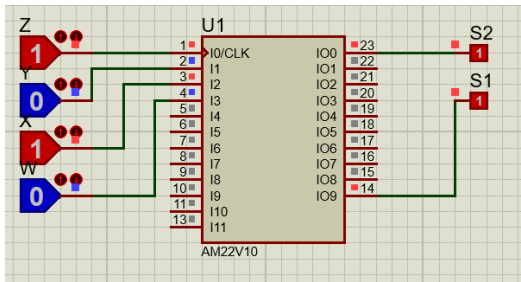 Z
1
Y
0
X
1
W
0
U1
1
2
3
4
5
6
7
8
9
10
11
13
I0/CLK
I1
I2
I3
I4
I5
I6
I7
I8
I9
I10
I11
IO0
IO1
IO2
IO3
IO4
IO5
IO6
IO7
IO8
IO9
23
22
21
20
19
18
17
16
15
14
AM22V10
S2
1
S1
1